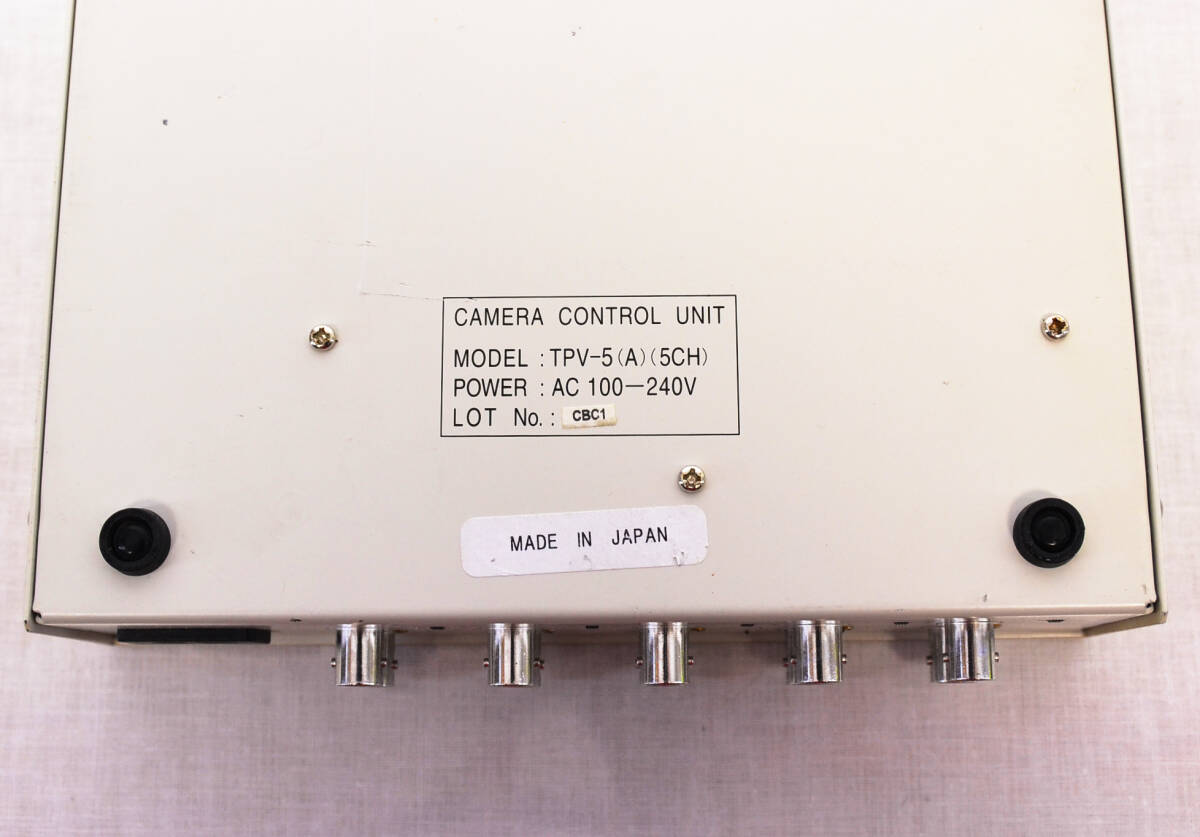 CAMERA CONTROL UNIT
MODEL : TPV-5(A)(5CH)
POWER : AC 100-240V
LOT No. : CBC1
MADE IN JAPAN